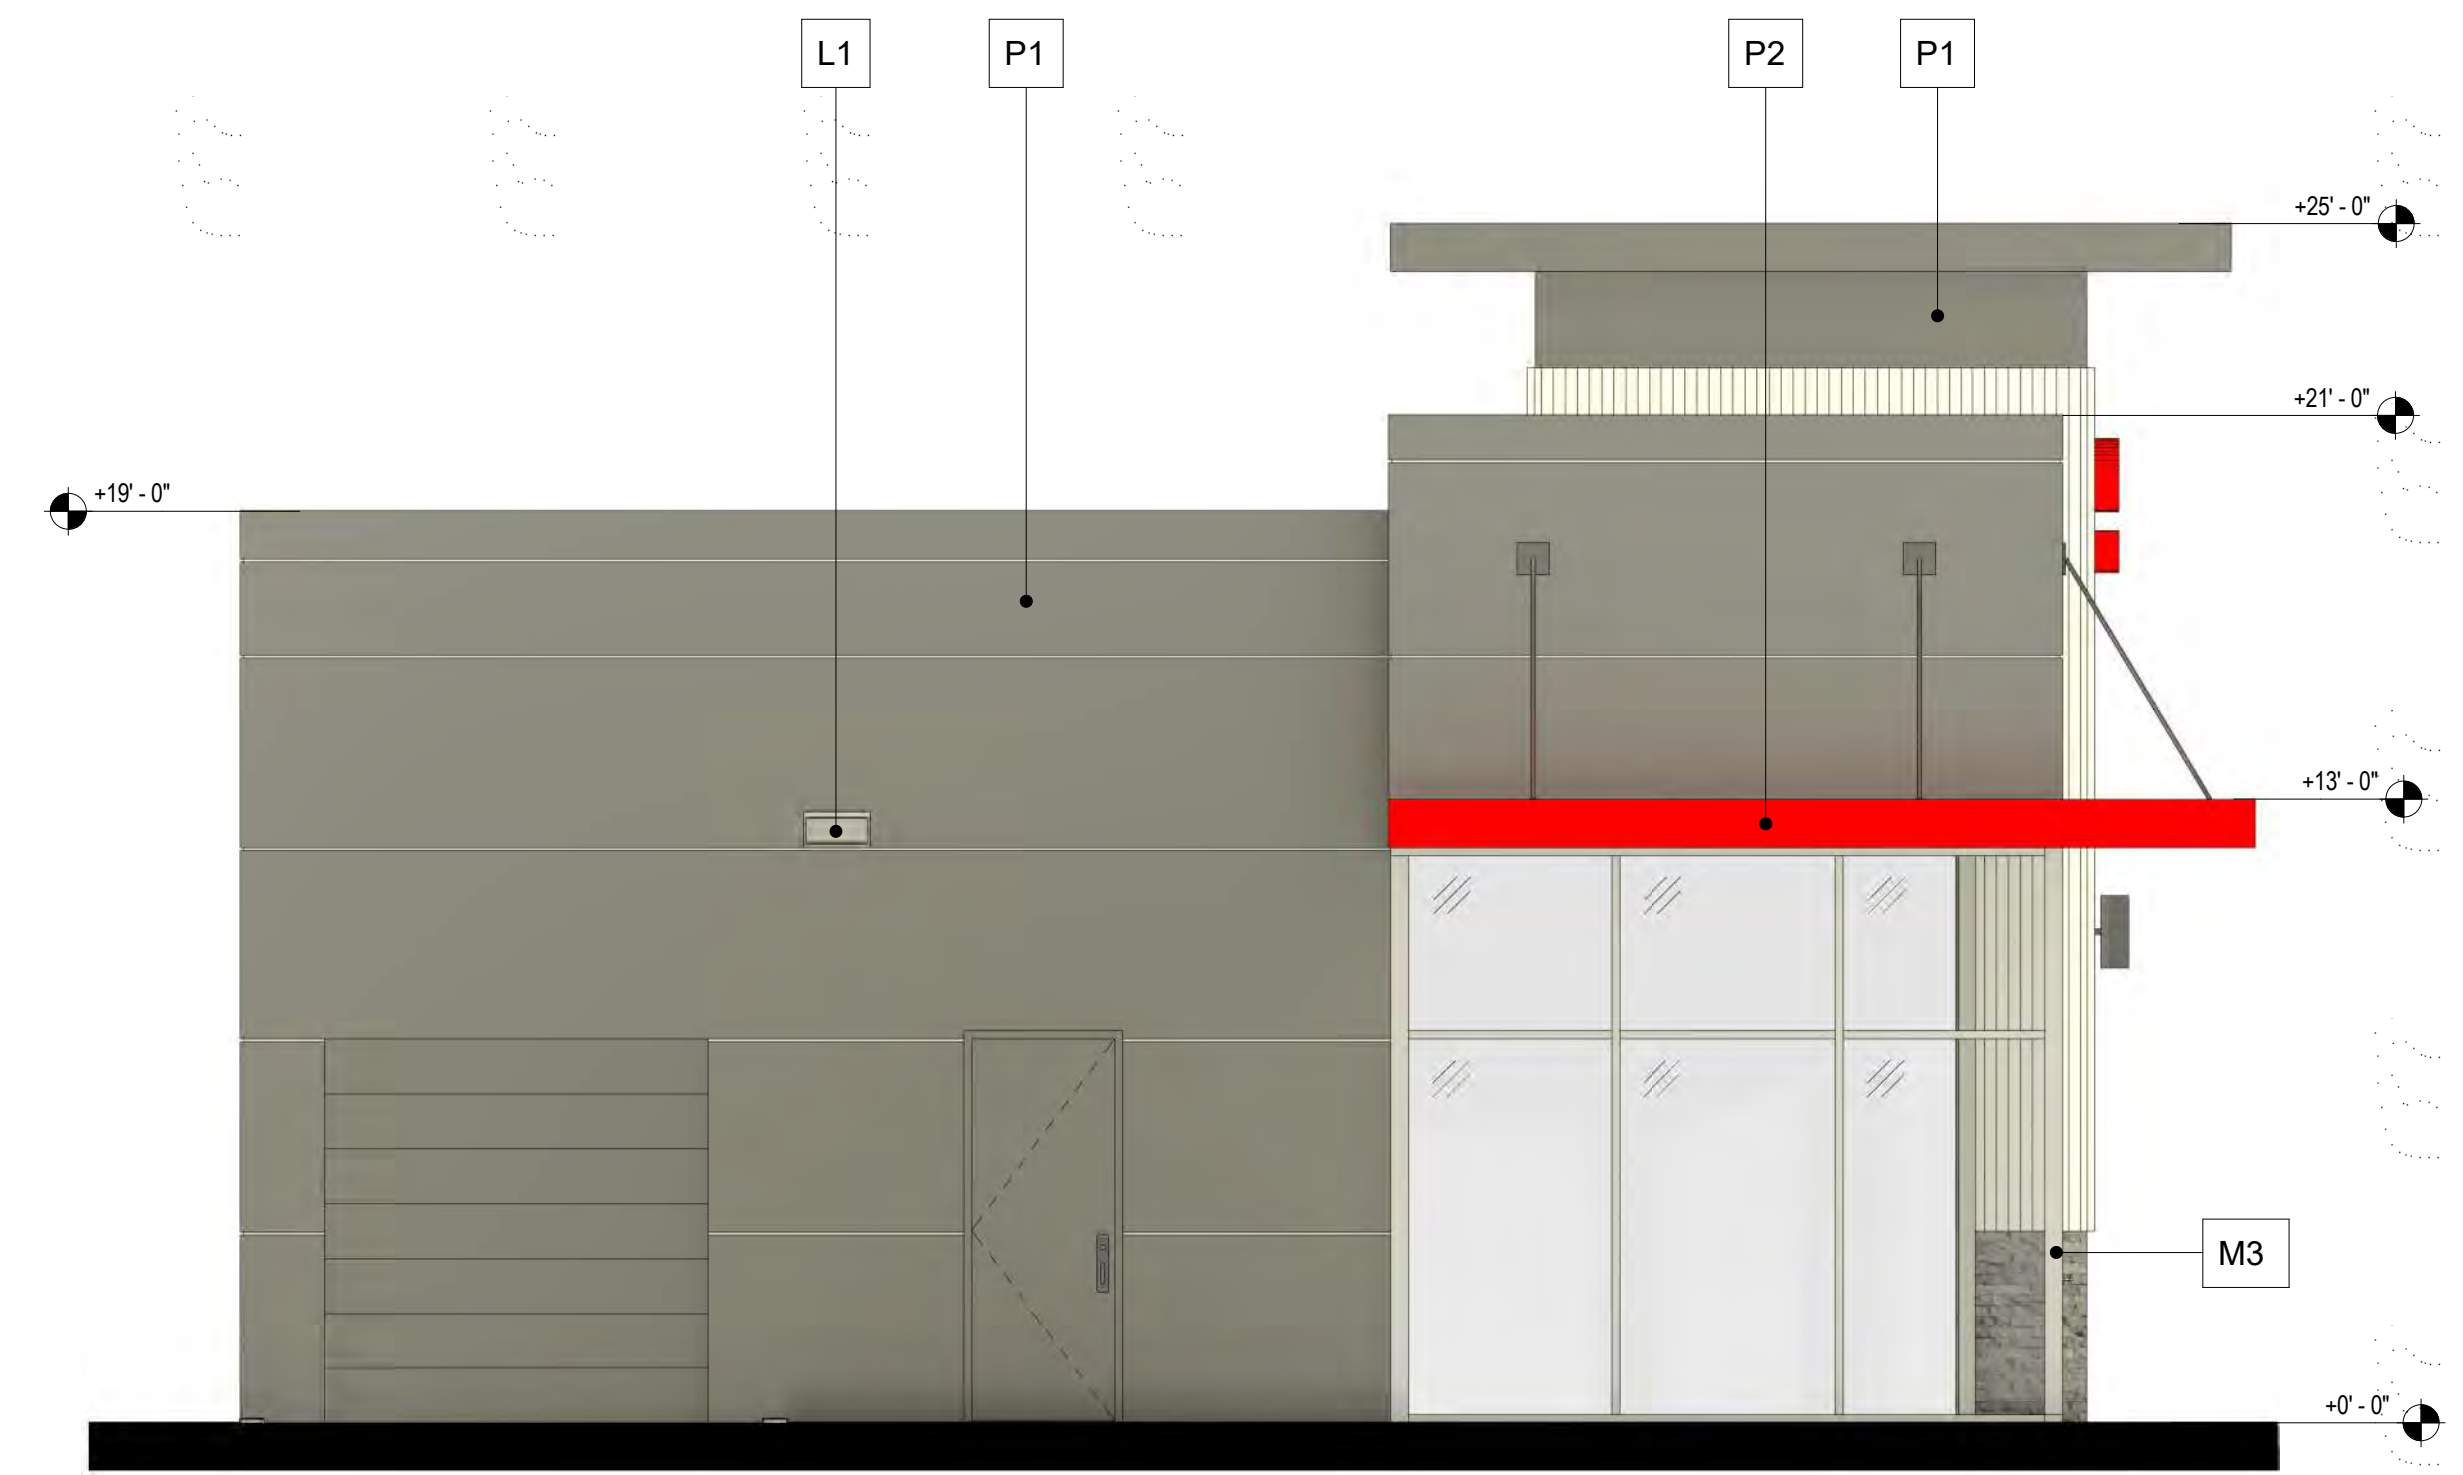 L1
P1
P2
P1
+25' - 0"
+21' - 0"
+19' - 0"
+13' - 0"
M3
+0' - 0"